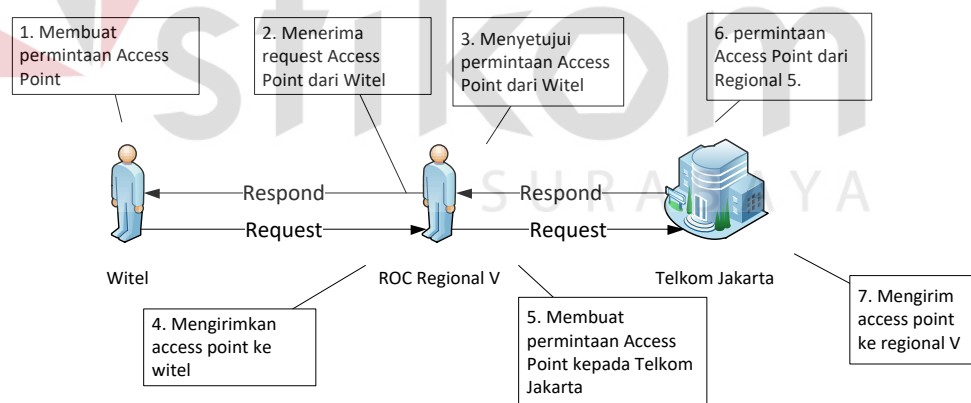 stikom
SURABAYA
1. Membuat
permintaan Access
Point
2. Menerima
request Access
Point dari Witel
3. Menyetujui
permintaan Access
Point dari Witel
6. permintaan
Access Point dari
Regional 5.
Respond
Respond
Request
Request
Witel
ROC Regional V
Telkom Jakarta
4. Mengirimkan
access point ke
witel
5. Membuat
permintaan Access
Point kepada Telkom
Jakarta
7. Mengirim
access point
ke regional V